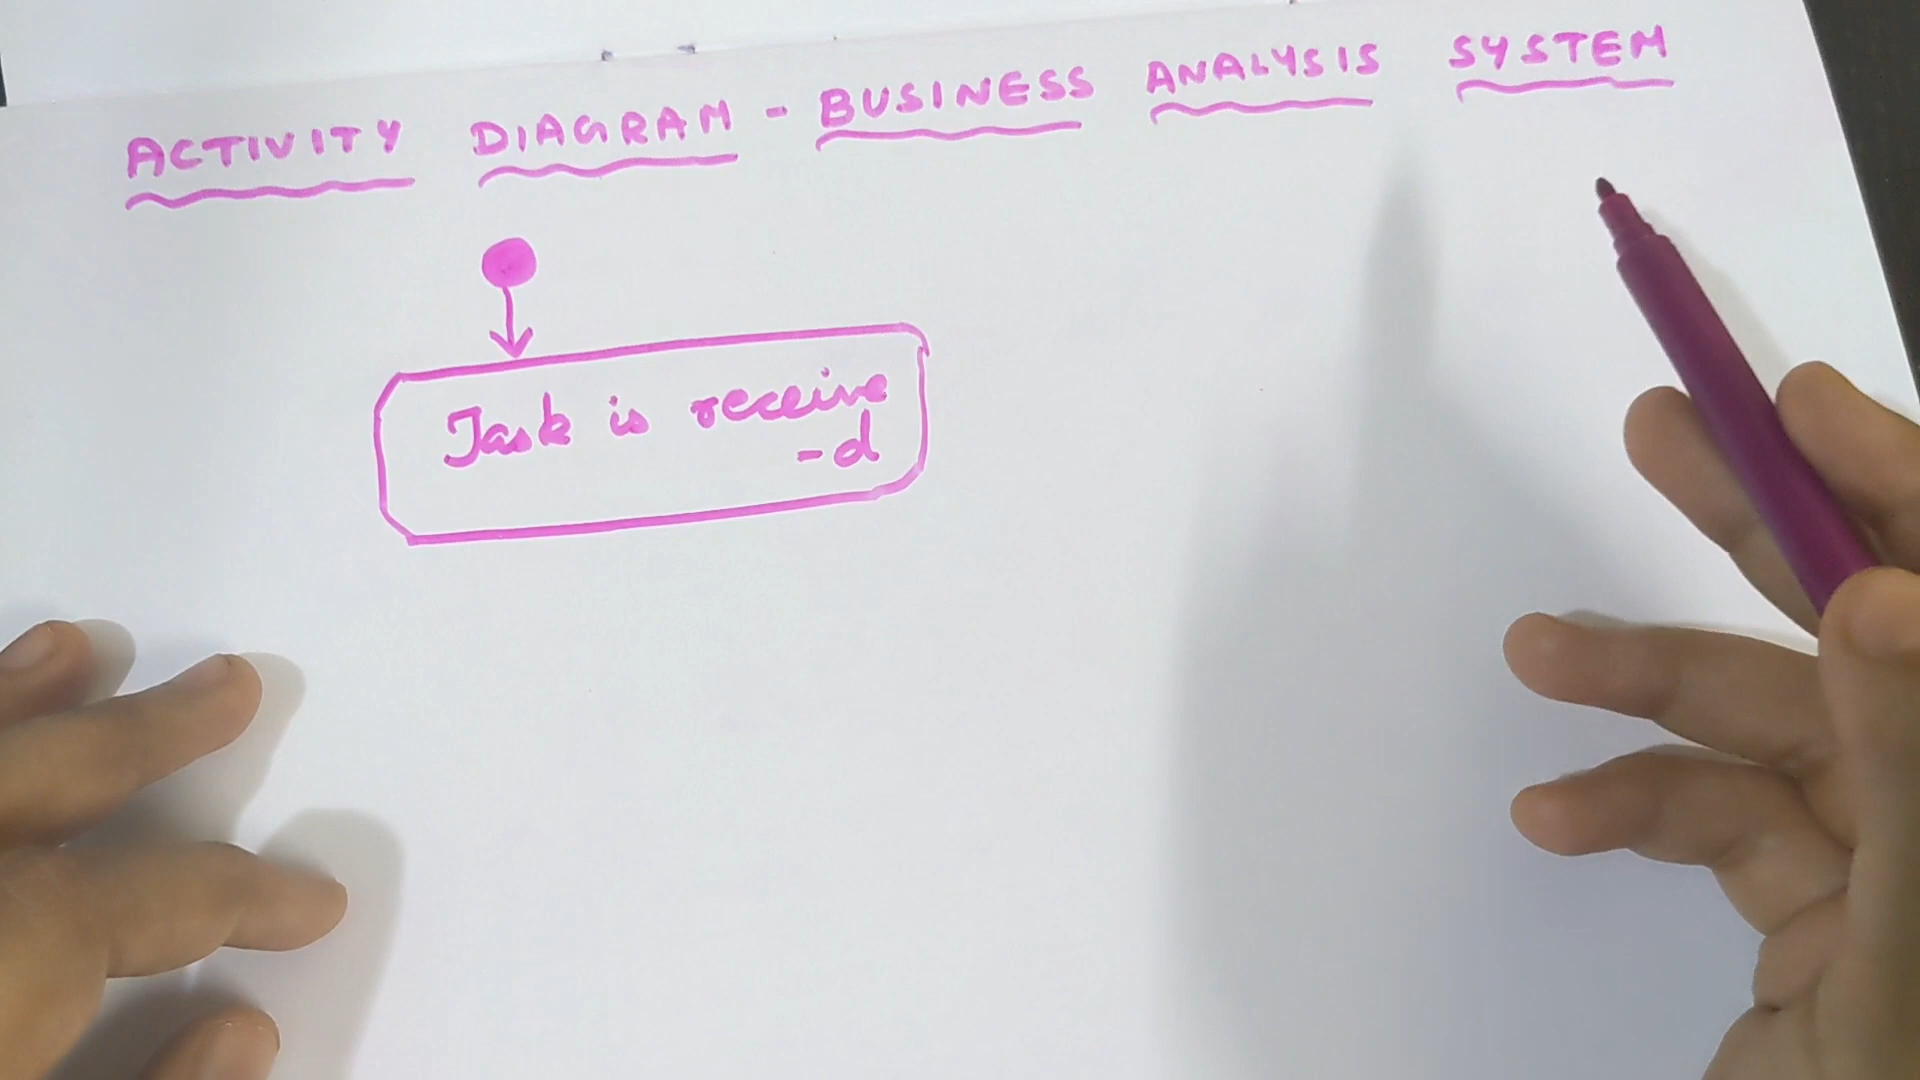 ACTIVITY DIAGRAM - BUSINESS ANALYSIS SYSTEM
Task is receive
-d